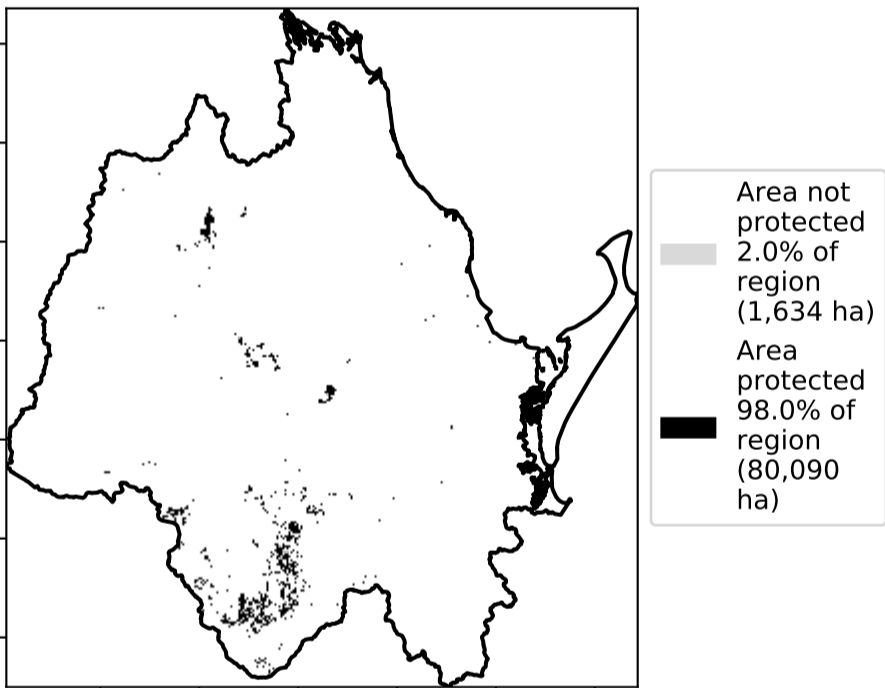 Area not
protected
2.0% of
region
(1,634 ha)
Area
protected
98.0% of
region
(80,090
ha)